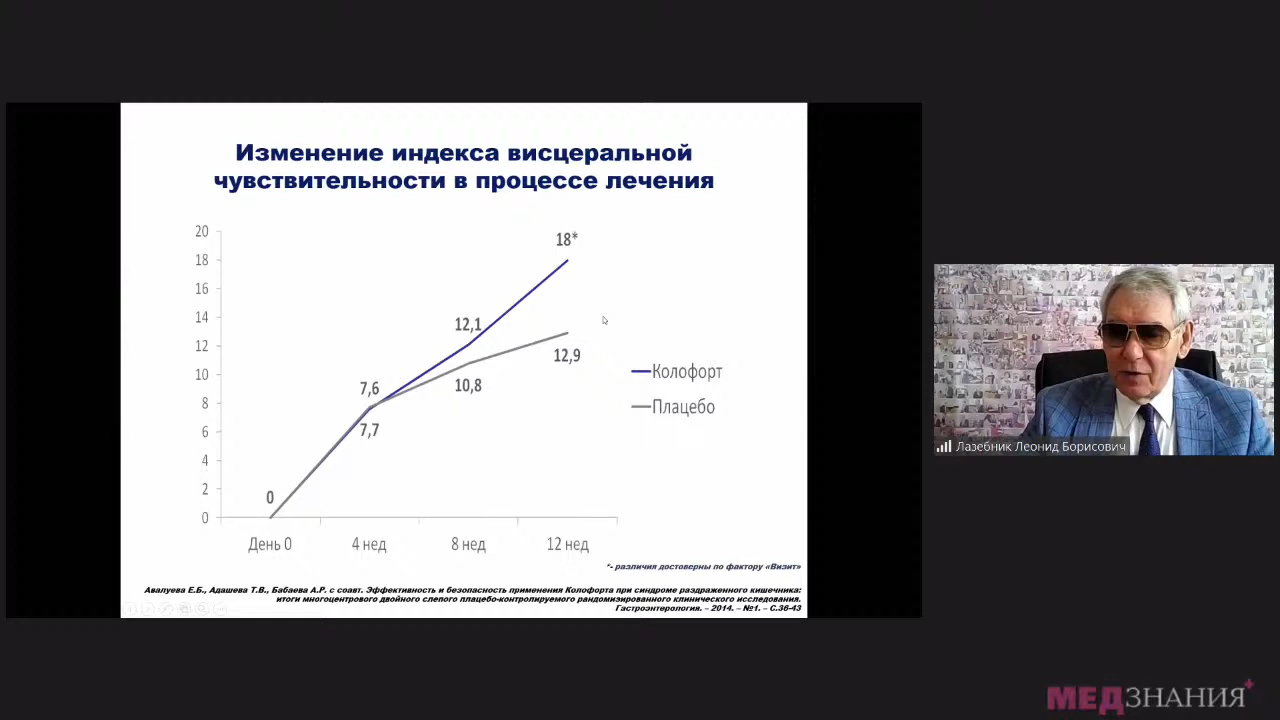 Изменение индекса висцеральной
чувствительности в процессе лечения
20
18
16
14
12
10
8
6
4
2
0
0
7,6
7,7
12,1
10,8
18*
12,9
День 0
4 нед
8 нед
12 нед
Колофорт
Плацебо
*- различия достоверны по фактору «Визит»
Авалуева Е.Б., Адашева Т.В., Бабаева А.Р. с соавт. Эффективность и безопасность применения Колофорта при синдроме раздраженного кишечника:
итоги многоцентрового двойного слепого плацебо-контролируемого рандомизированного клинического исследования.
Гастроэнтерология. – 2014. – №1. – С.36-43
Лазебник Леонид Борисович
МЕДЗНАНИЯ+